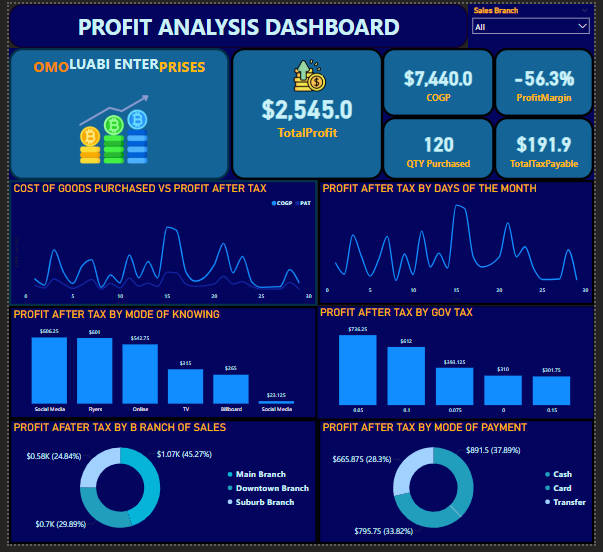 PROFIT ANALYSIS DASHBOARD
Sales Branch
All
OMOLUABI ENTERPRISES
$2,545.0
TotalProfit
$7,440.0
COGP
-56.3%
ProfitMargin
120
QTY Purchased
$191.9
TotalTaxPayable
COST OF GOODS PURCHASED VS PROFIT AFTER TAX
COGP PAT
0 5 10 15 20 25 30
PROFIT AFTER TAX BY DAYS OF THE MONTH
0 5 10 15 20 25 30
PROFIT AFTER TAX BY MODE OF KNOWING
$606.25 $601 $542.75 $315 $265 $23.125
Social Media Flyers Online TV Billboard Social Media
PROFIT AFTER TAX BY GOV TAX
$736.25 $612 $393.125 $310 $301.75
0.05 0.1 0.075 0 0.15
PROFIT AFATER TAX BY B RANCH OF SALES
$0.58K (24.84%)
$1.07K (45.27%)
$0.7K (29.89%)
Main Branch
Downtown Branch
Suburb Branch
PROFIT AFTER TAX BY MODE OF PAYMENT
$665.875 (28.3%)
$891.5 (37.89%)
$795.75 (33.82%)
Cash
Card
Transfer